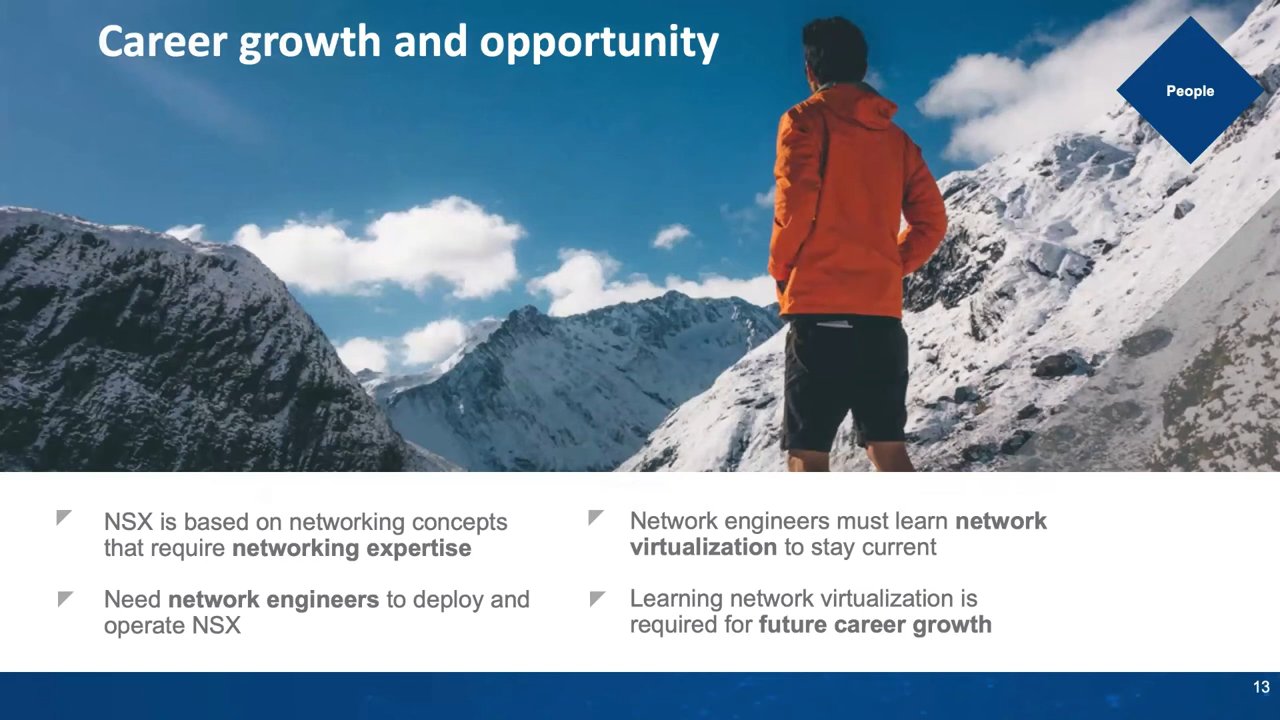 Career growth and opportunity
People
NSX is based on networking concepts
that require networking expertise
Need network engineers to deploy and
operate NSX
Network engineers must learn network
virtualization to stay current
Learning network virtualization is
required for future career growth
13